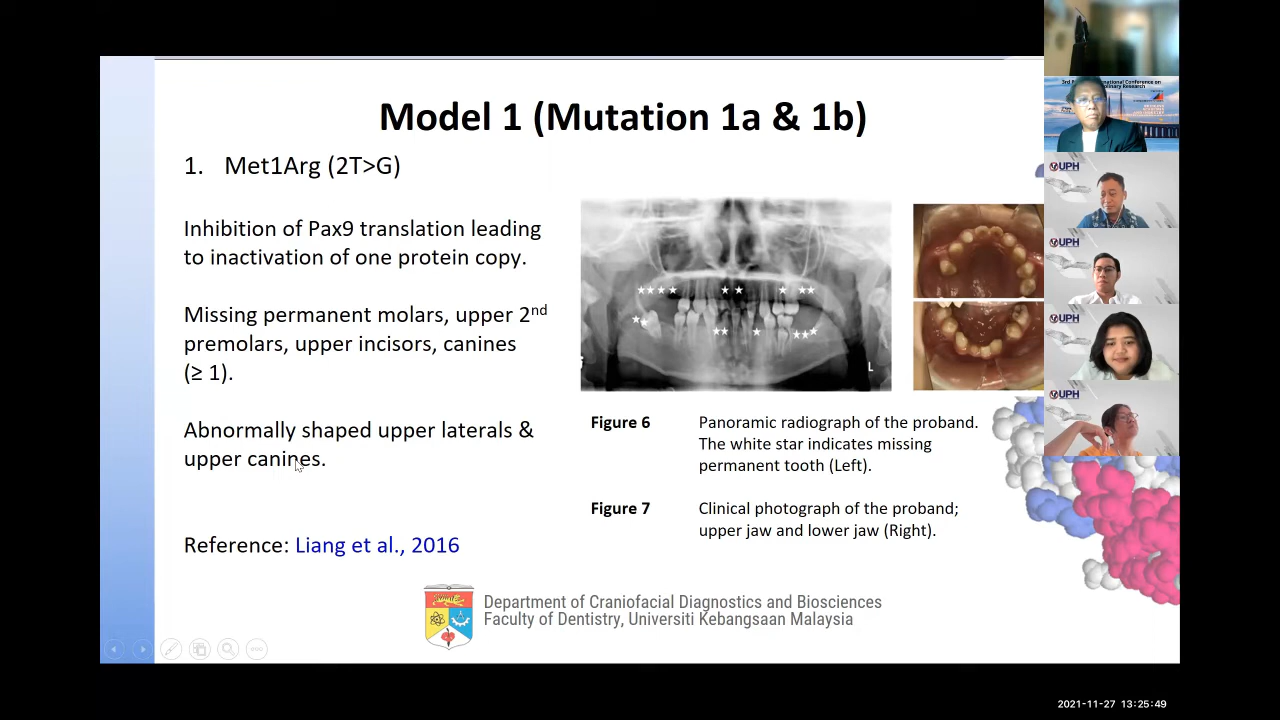 Model 1 (Mutation 1a & 1b)
1. Met1Arg (2T>G)
Inhibition of Pax9 translation leading
to inactivation of one protein copy.
Missing permanent molars, upper 2nd
premolars, upper incisors, canines
(≥ 1).
Abnormally shaped upper laterals &
upper canines.
Reference: Liang et al., 2016
L
Figure 6 Panoramic radiograph of the proband.
The white star indicates missing
permanent tooth (Left).
Figure 7 Clinical photograph of the proband;
upper jaw and lower jaw (Right).
Department of Craniofacial Diagnostics and Biosciences
Faculty of Dentistry, Universiti Kebangsaan Malaysia
UPH
UPH
UPH
UPH
2021-11-27 13:25:49